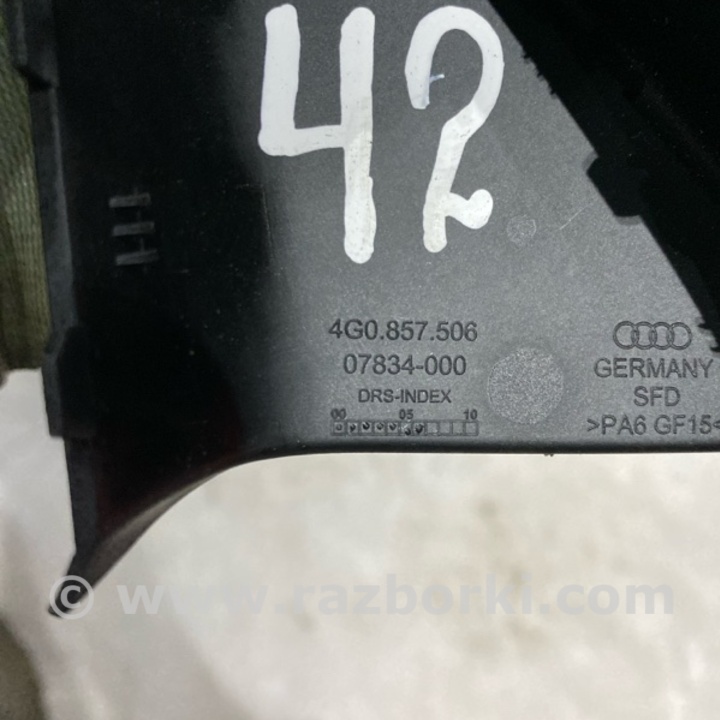 42
4G0.857.506
07834-000
DRS-INDEX
00 05 10
GERMANY
SFD
>PA6 GF15<
© www.razborki.com